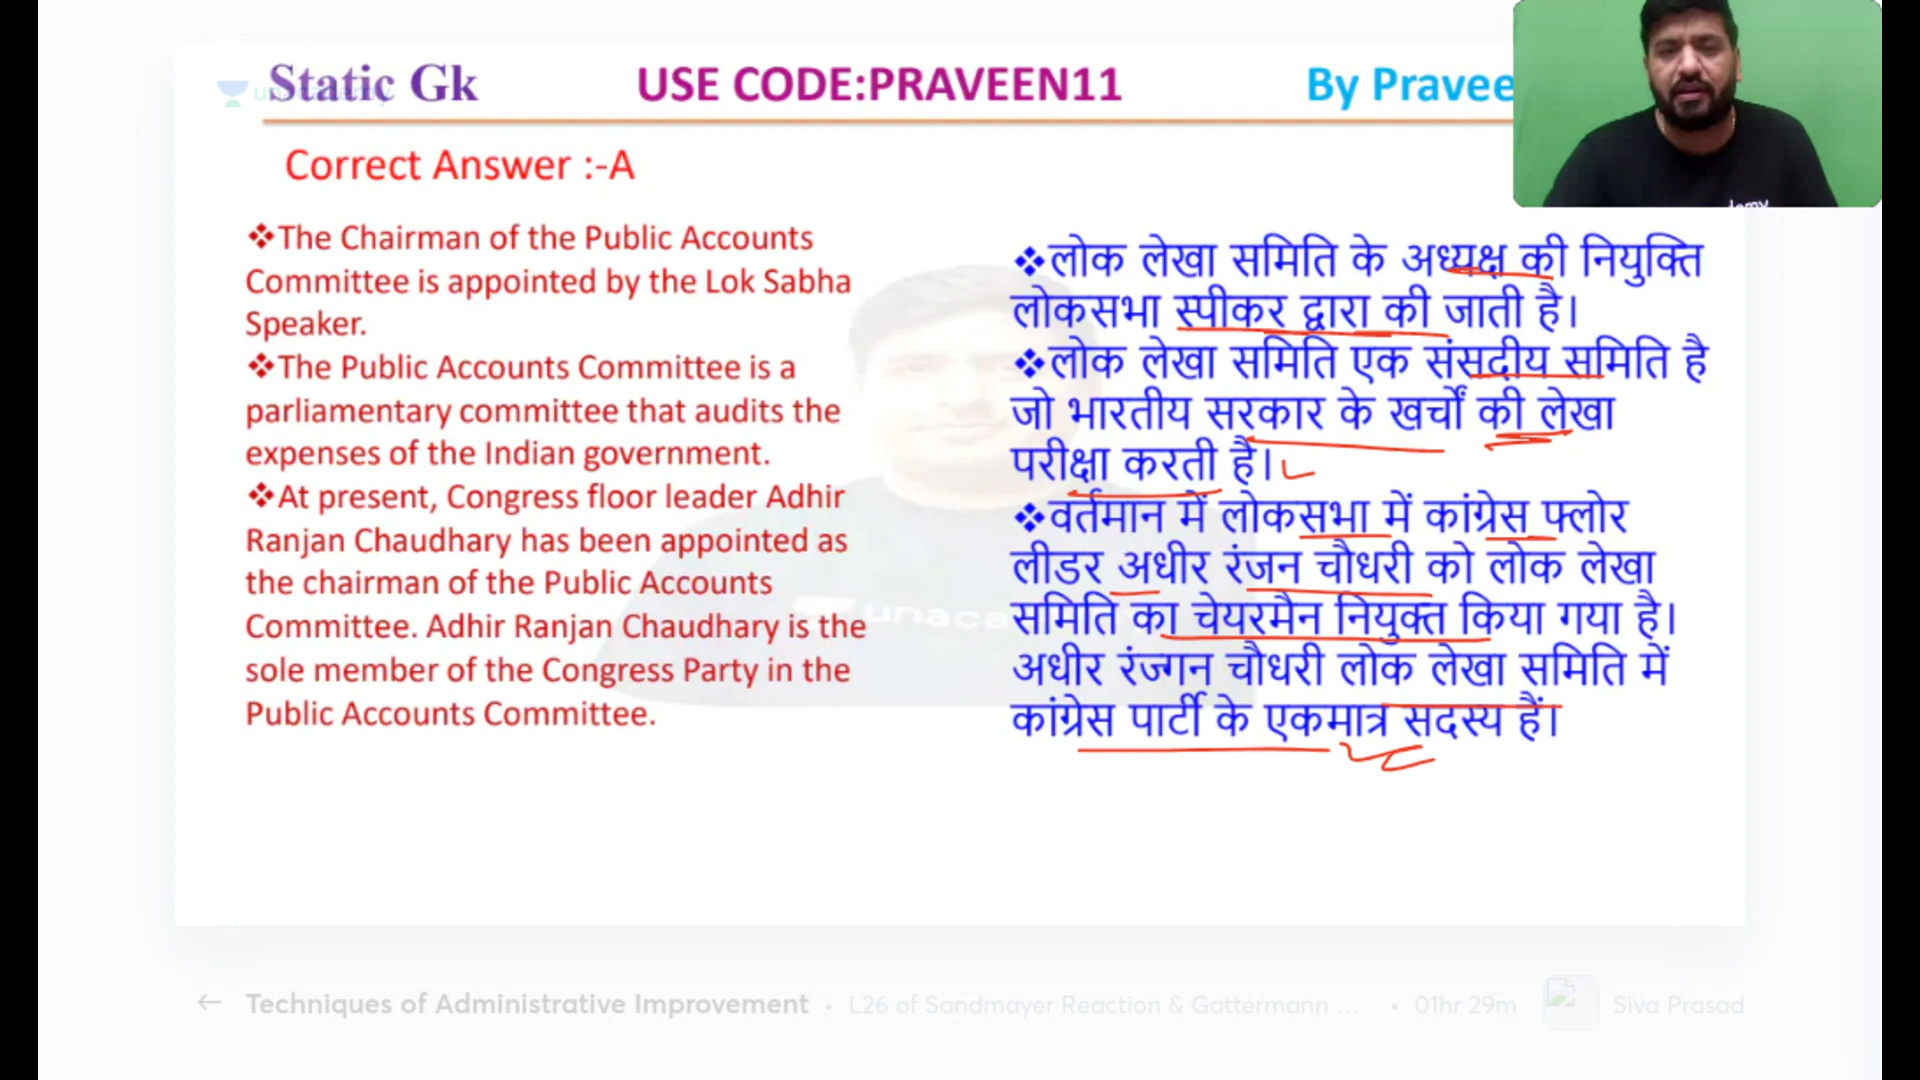 Static Gk
USE CODE:PRAVEEN11
By Pravee
Correct Answer :-A
❖The Chairman of the Public Accounts
Committee is appointed by the Lok Sabha
Speaker.
❖The Public Accounts Committee is a
parliamentary committee that audits the
expenses of the Indian government.
❖At present, Congress floor leader Adhir
Ranjan Chaudhary has been appointed as
the chairman of the Public Accounts
Committee. Adhir Ranjan Chaudhary is the
sole member of the Congress Party in the
Public Accounts Committee.
❖लोक लेखा समिति के अध्यक्ष की नियुक्ति
लोकसभा स्पीकर द्वारा की जाती है।
❖लोक लेखा समिति एक संसदीय समिति है
जो भारतीय सरकार के खर्चों की लेखा
परीक्षा करती है।
❖वर्तमान में लोकसभा में कांग्रेस फ्लोर
लीडर अधीर रंजन चौधरी को लोक लेखा
समिति का चेयरमैन नियुक्त किया गया है।
अधीर रंज्गन चौधरी लोक लेखा समिति में
कांग्रेस पार्टी के एकमात्र सदस्य हैं।
← Techniques of Administrative Improvement • L26 of Sandmayer Reaction & Gattermann ... • 01hr 29m Siva Prasad